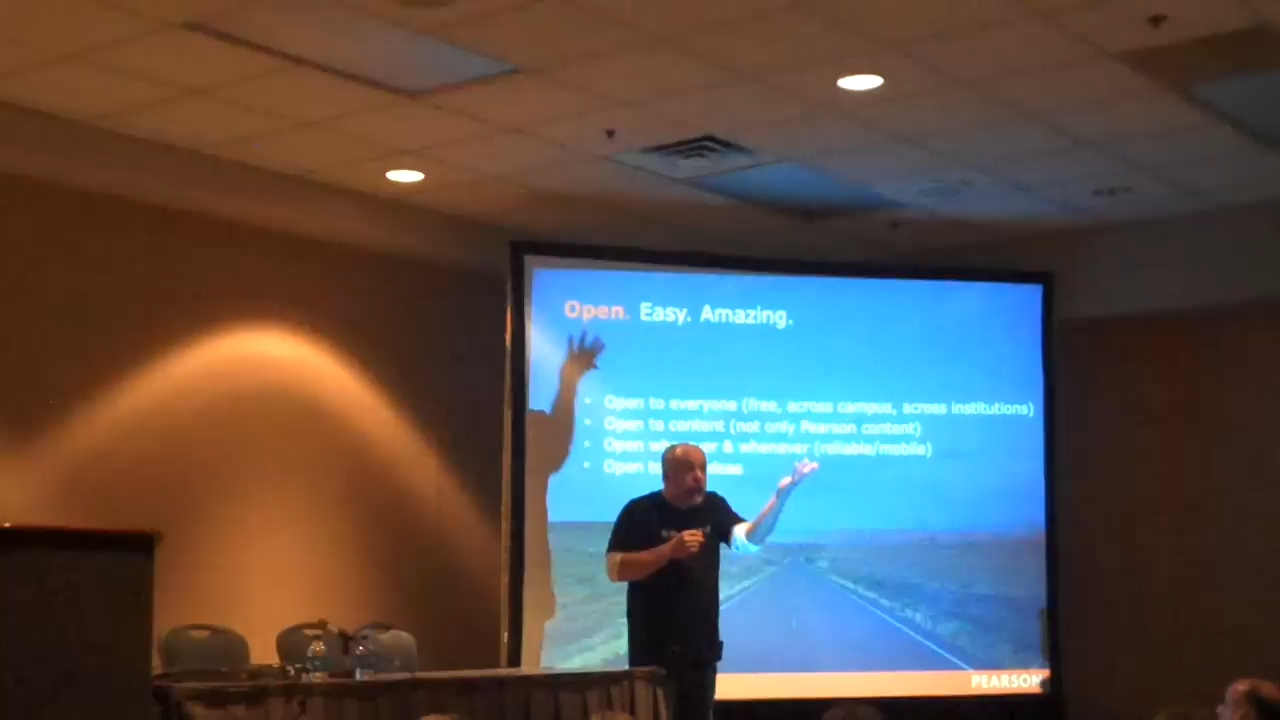 Open. Easy. Amazing.
• Open to everyone (free, across campus, across institutions)
• Open to content (not only Pearson content)
• Open & whenever (reliable/mobile)
• Open
PEARSON